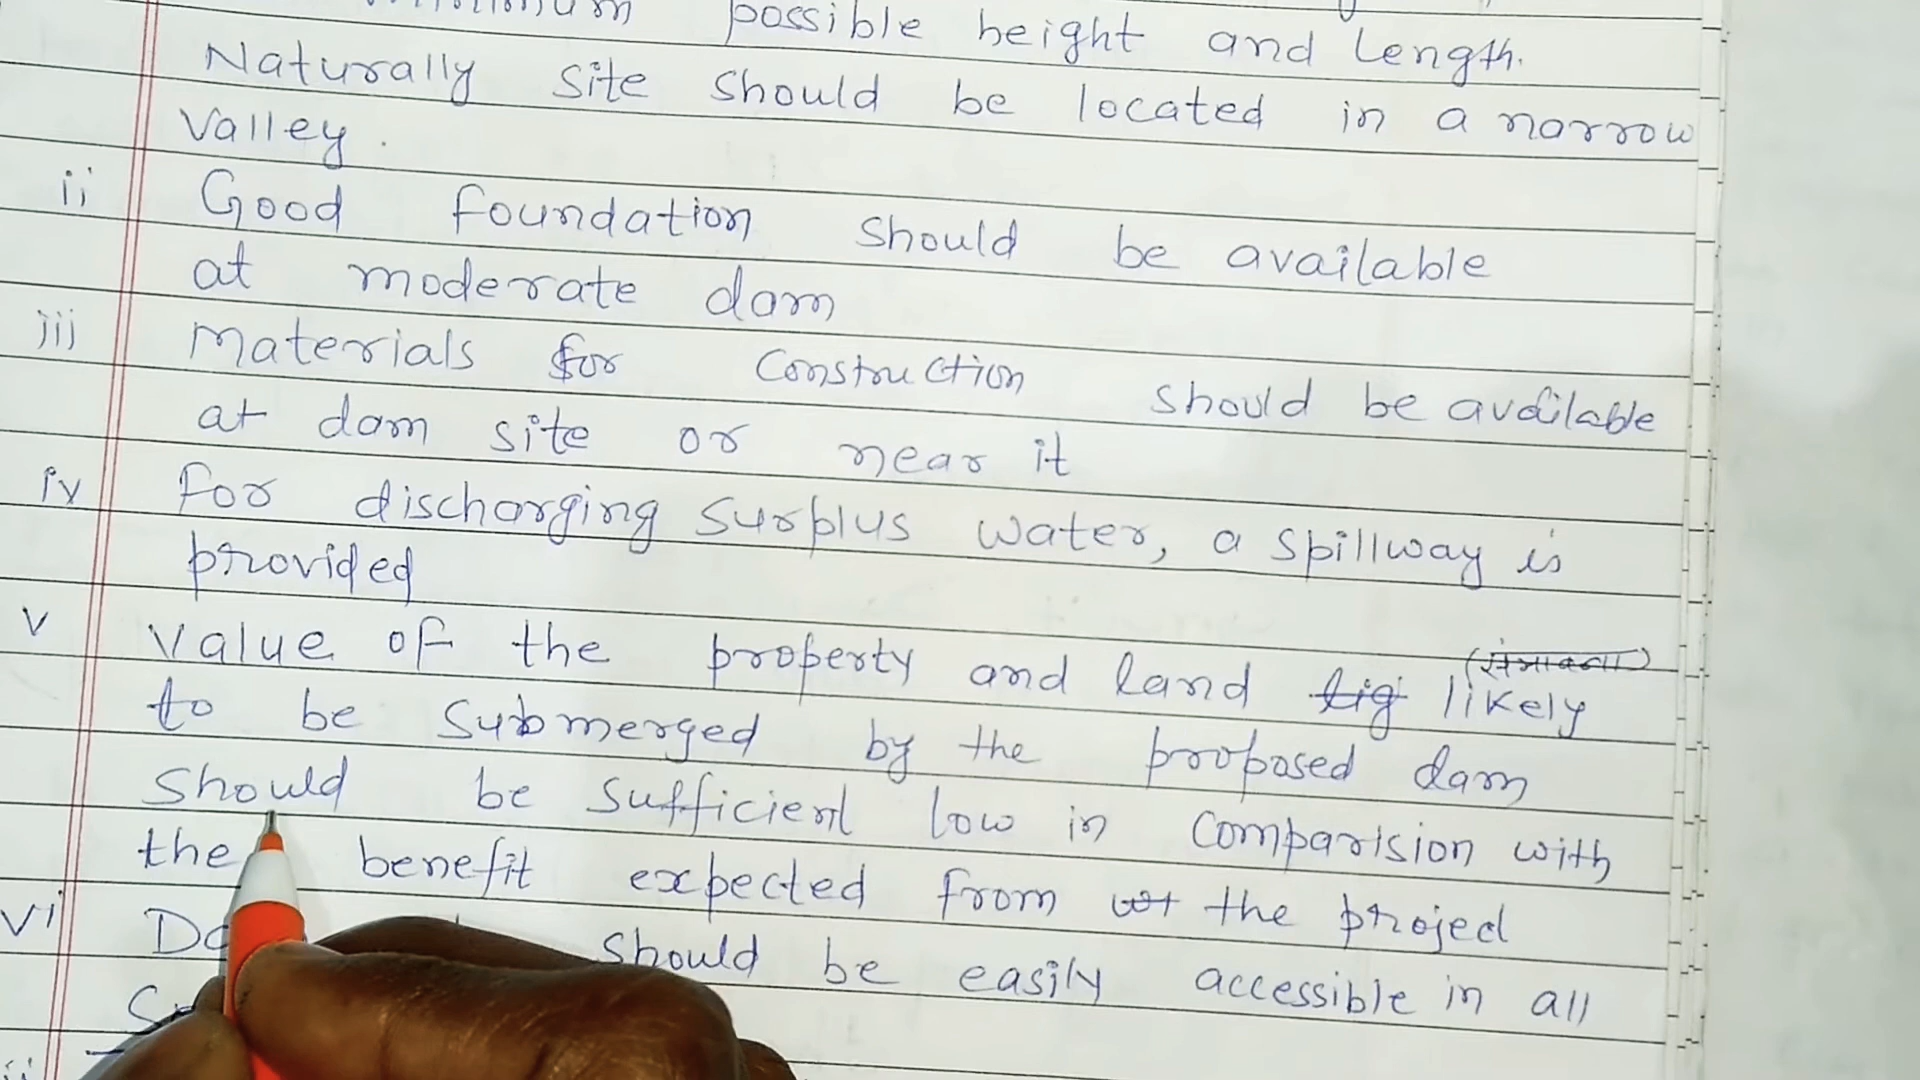 possible height and length.
Naturally site should be located in a narrow
valley.
ii Good foundation should be available
at moderate dam
iii materials for construction should be available
at dam site or near it
iv For discharging surplus water, a spillway is
provided
v value of the property and land lig likely (संभावना)
to be submerged by the proposed dam
should be sufficient low in comparision with
the benefit expected from the project
vi should be easily accessible in all